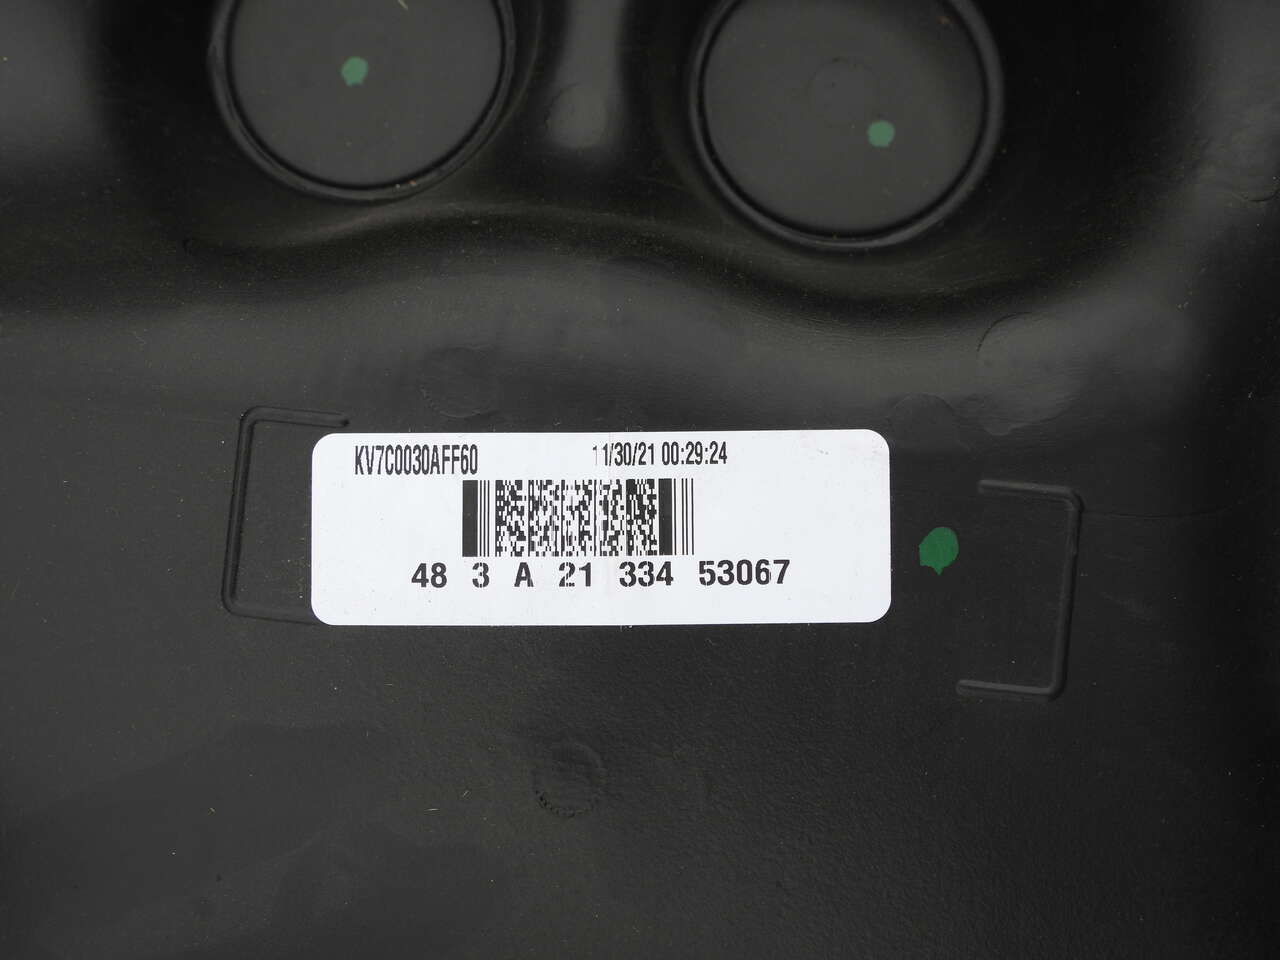 KV7C0030AFF60 11/30/21 00:29:24
48 3 A 21 334 53067